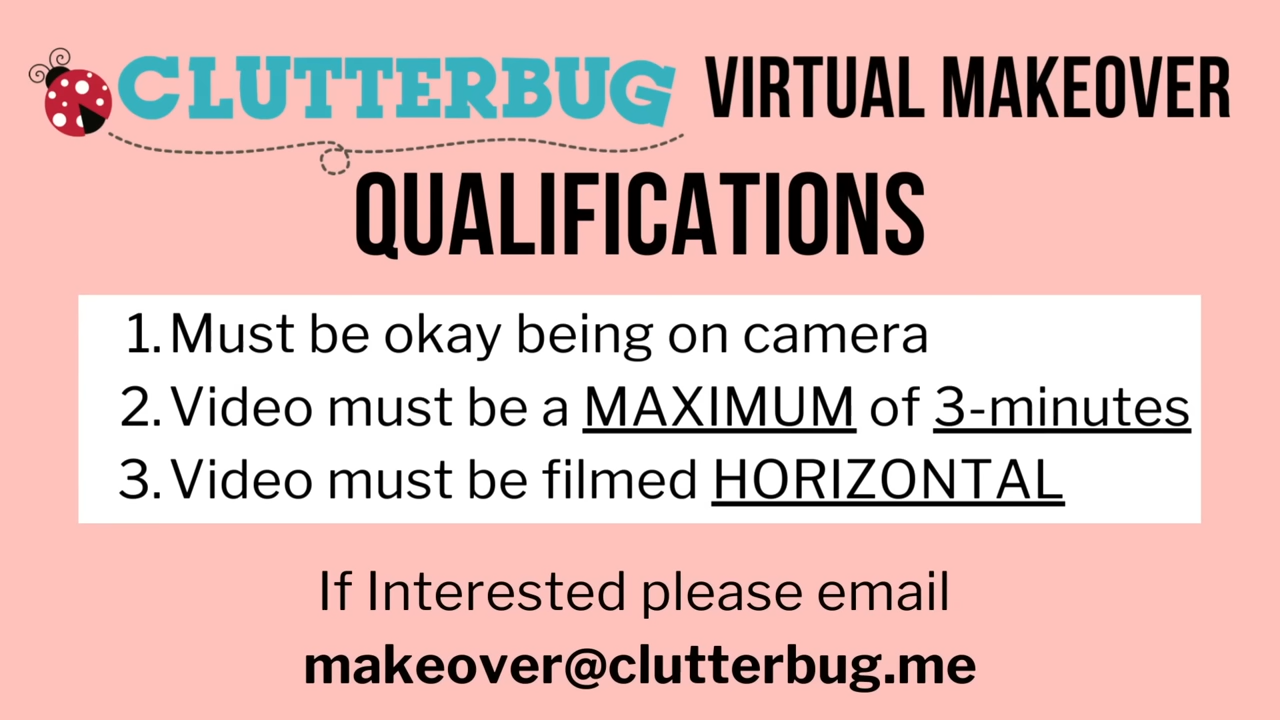 CLUTTERBUG VIRTUAL MAKEOVER
QUALIFICATIONS
1. Must be okay being on camera
2. Video must be a MAXIMUM of 3-minutes
3. Video must be filmed HORIZONTAL
If Interested please email
makeover@clutterbug.me